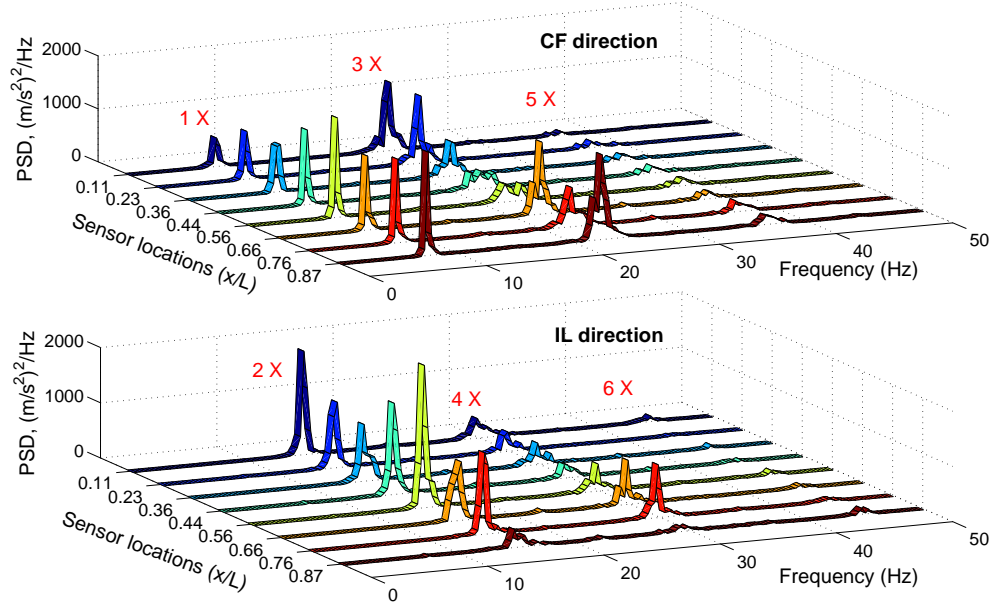 CF direction
PSD, (m/s²)²/Hz
2000
1000
0
1 X
3 X
5 X
0.11
0.23
0.36
0.44
0.56
0.66
0.76
0.87
Sensor locations (x/L)
0
10
20
30
40
50
Frequency (Hz)
IL direction
PSD, (m/s²)²/Hz
2000
1000
0
2 X
4 X
6 X
0.11
0.23
0.36
0.44
0.56
0.66
0.76
0.87
Sensor locations (x/L)
0
10
20
30
40
50
Frequency (Hz)